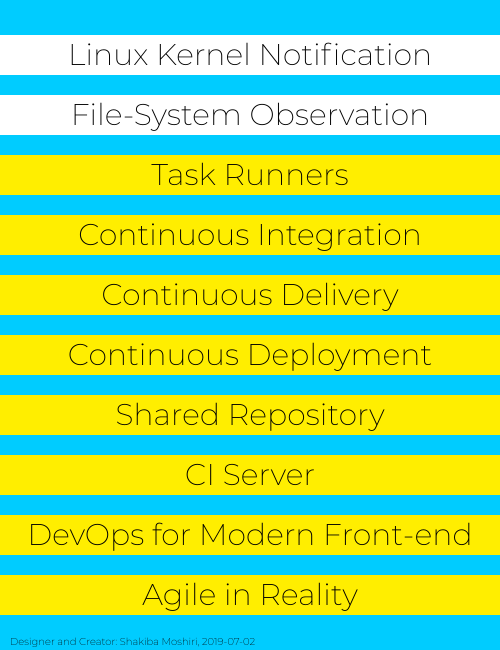 Linux Kernel Notification
File-System Observation
Task Runners
Continuous Integration
Continuous Delivery
Continuous Deployment
Shared Repository
CI Server
DevOps for Modern Front-end
Agile in Reality
Designer and Creator: Shakiba Moshiri, 2019-07-02